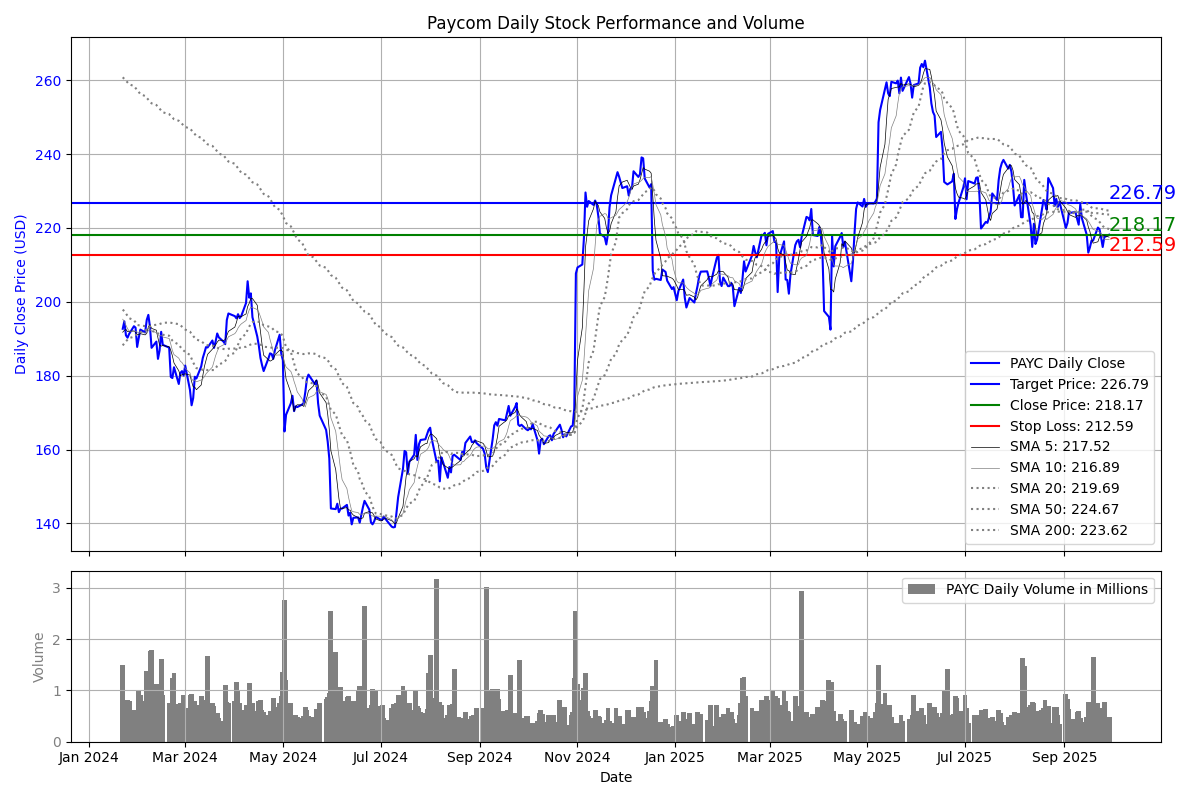 Paycom Daily Stock Performance and Volume
Daily Close Price (USD)
260
240
220
200
180
160
140
226.79
218.17
212.59
PAYC Daily Close
Target Price: 226.79
Close Price: 218.17
Stop Loss: 212.59
SMA 5: 217.52
SMA 10: 216.89
SMA 20: 219.69
SMA 50: 224.67
SMA 200: 223.62
Volume
3
2
1
0
PAYC Daily Volume in Millions
Jan 2024 Mar 2024 May 2024 Jul 2024 Sep 2024 Nov 2024 Jan 2025 Mar 2025 May 2025 Jul 2025 Sep 2025
Date